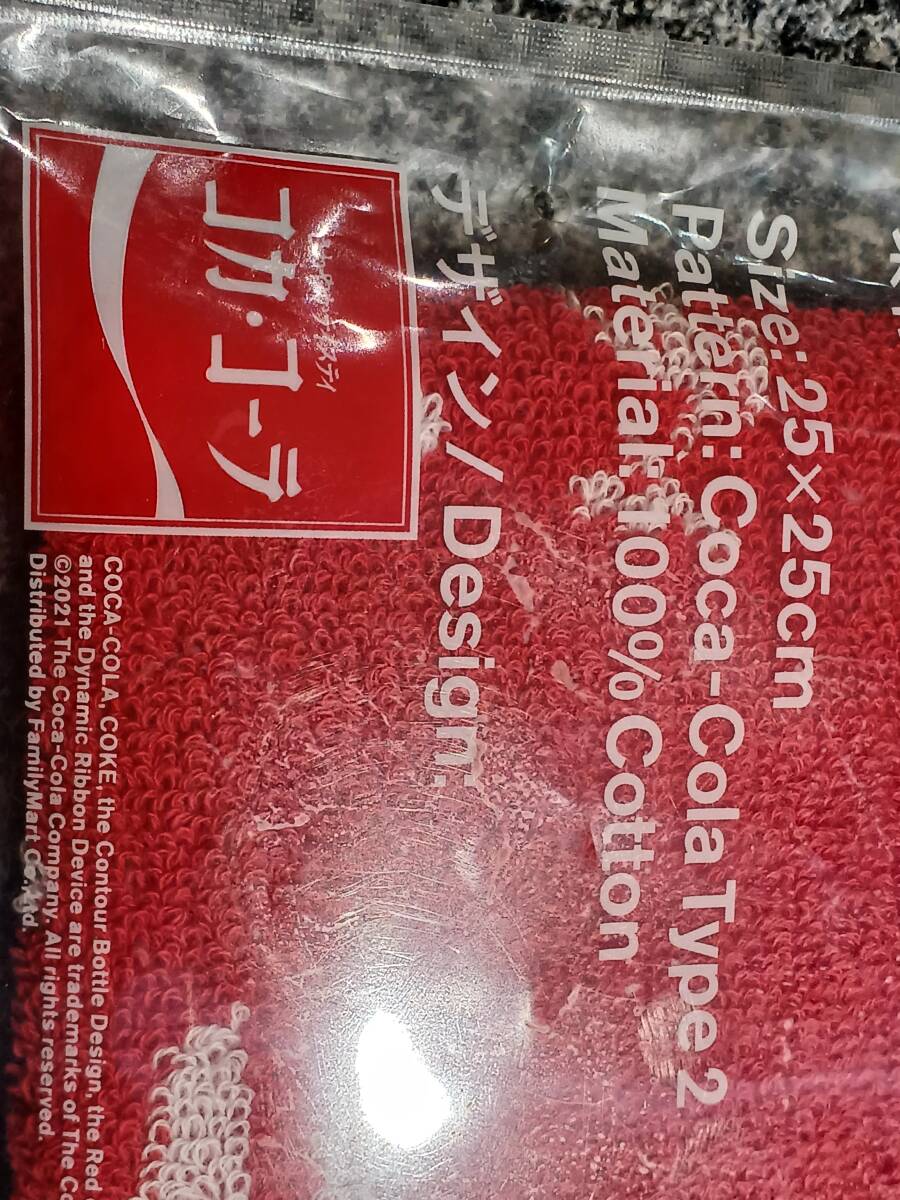 Size: 25×25cm
Pattern: Coca-Cola Type 2
Material: 100% Cotton
デザイン / Design:
コカ・コーラ
COCA-COLA, COKE, the Contour Bottle Design, the Red
and the Dynamic Ribbon Device are trademarks of The
©2021 The Coca-Cola Company. All rights reserved.
Distributed by FamilyMart Co.,Ltd.